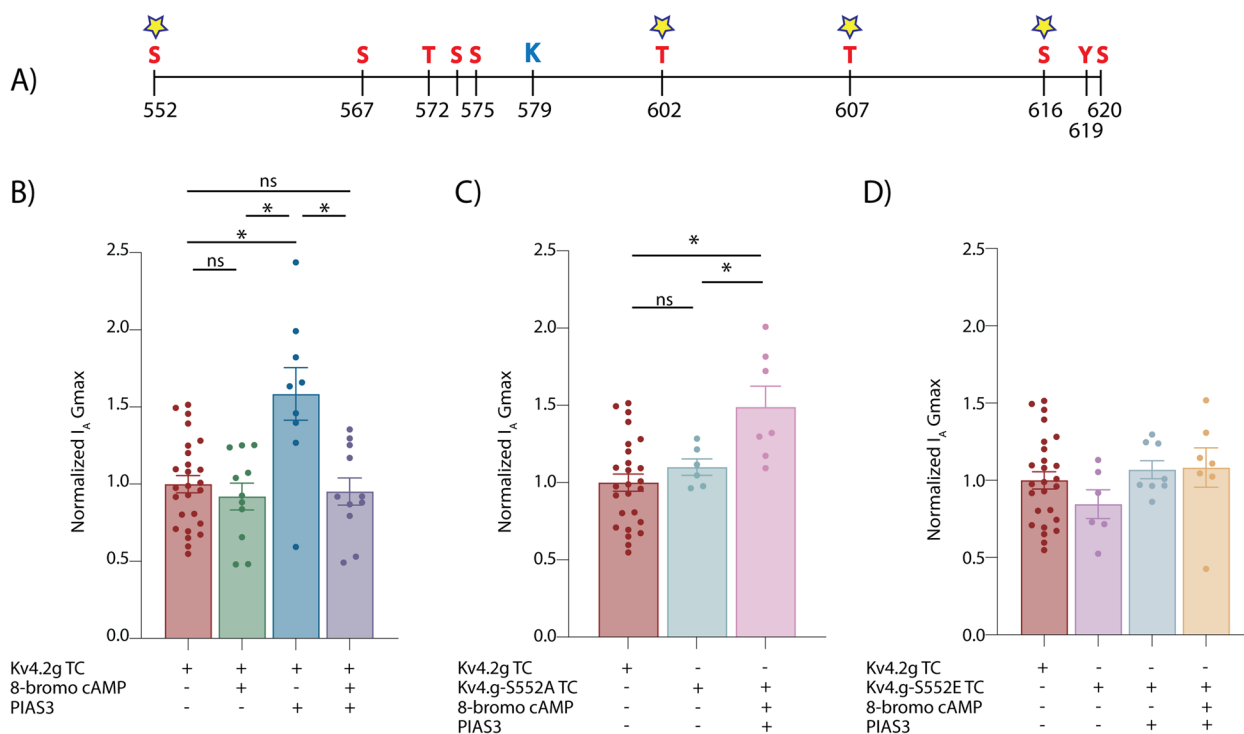 A)
S S T S S K T T S Y S
552 567 572 575 579 602 607 616 620
619
B)
ns
* *
*
ns
Normalized I_A Gmax
2.5
2.0
1.5
1.0
0.5
0.0
Kv4.2g TC + + + +
8-bromo cAMP - + - +
PIAS3 - - + +
C)
*
*
ns
Normalized I_A Gmax
2.5
2.0
1.5
1.0
0.5
0.0
Kv4.2g TC + - -
Kv4.g-S552A TC - + +
8-bromo cAMP - - +
PIAS3 - - +
D)
Normalized I_A Gmax
2.5
2.0
1.5
1.0
0.5
0.0
Kv4.2g TC + - - -
Kv4.g-S552E TC - + + +
8-bromo cAMP - - - +
PIAS3 - - + +